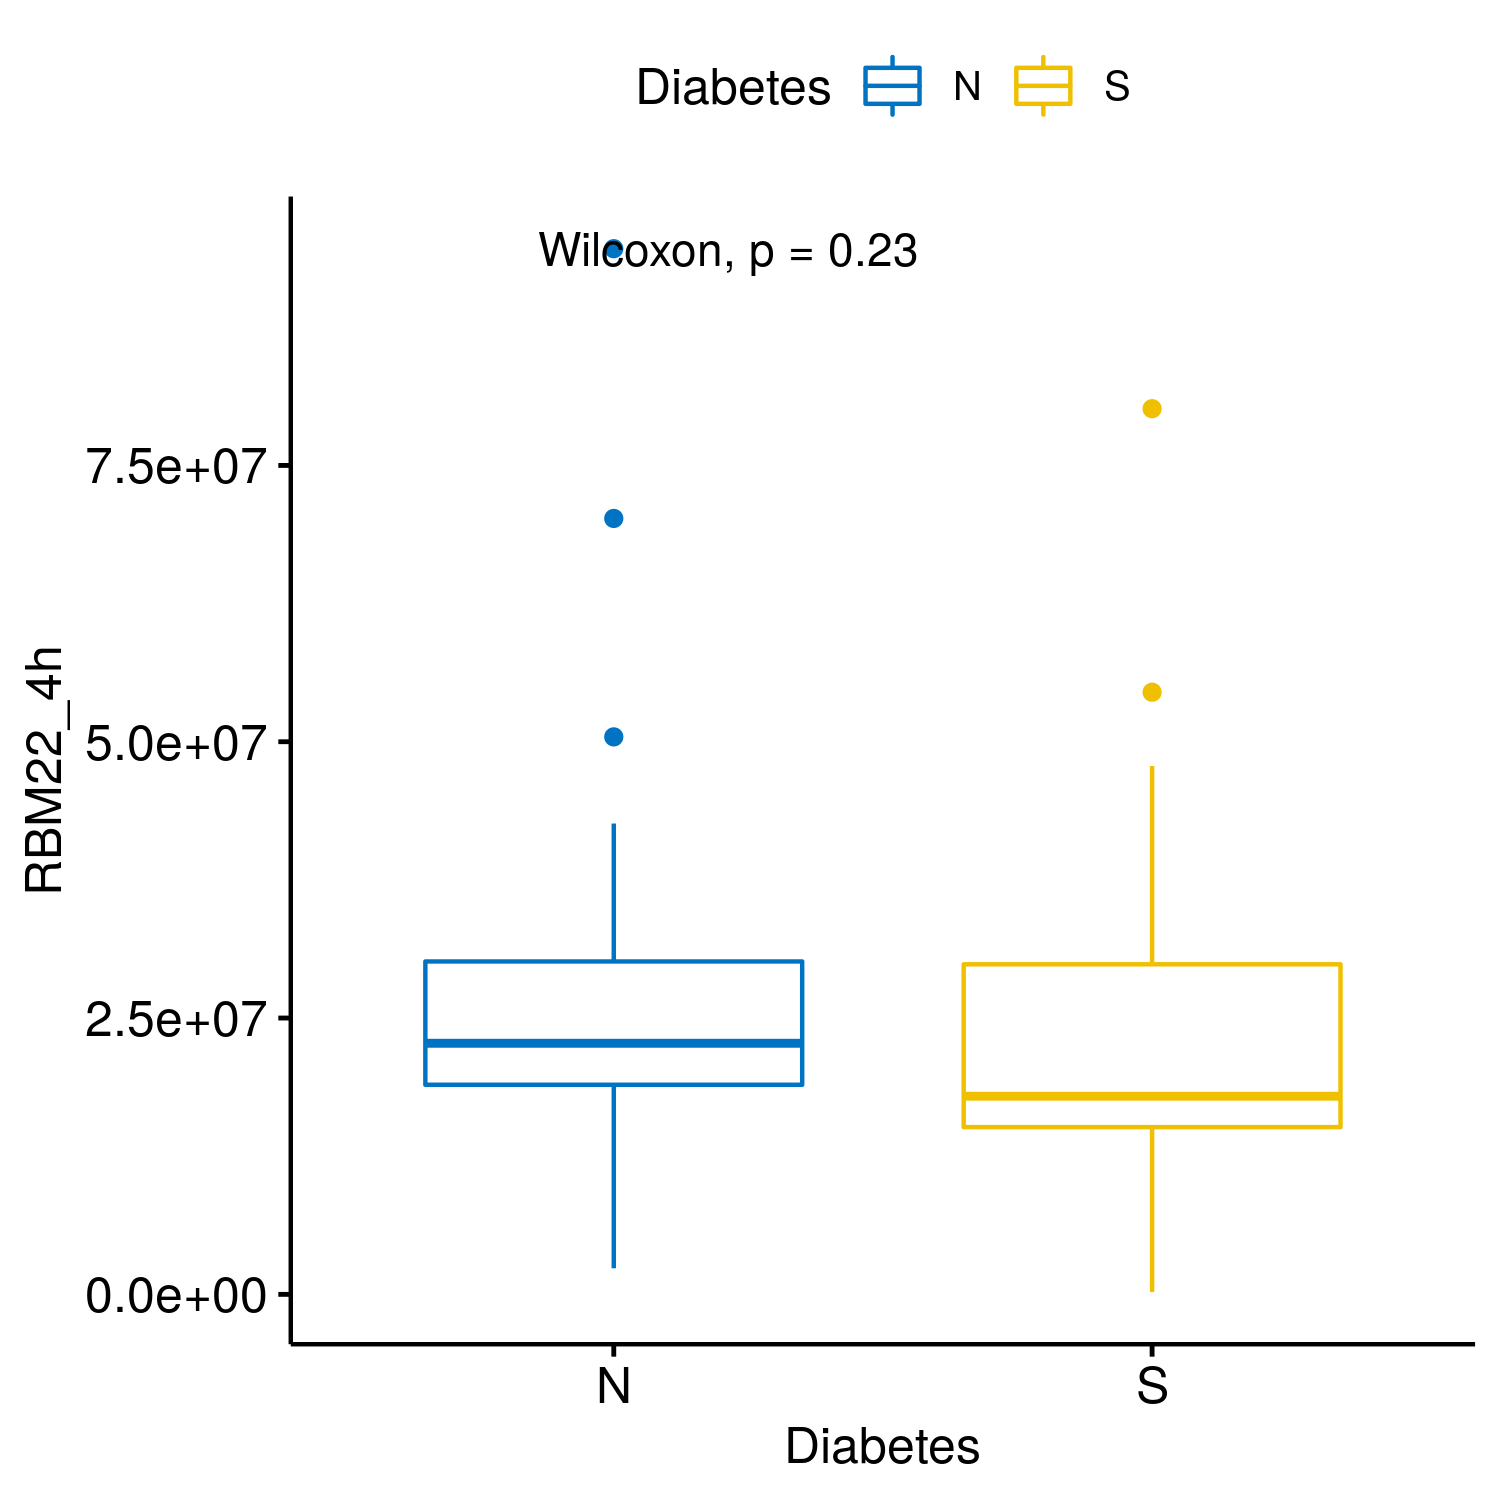 Diabetes N S
Wilcoxon, p = 0.23
RBM22_4h
7.5e+07
5.0e+07
2.5e+07
0.0e+00
N S
Diabetes